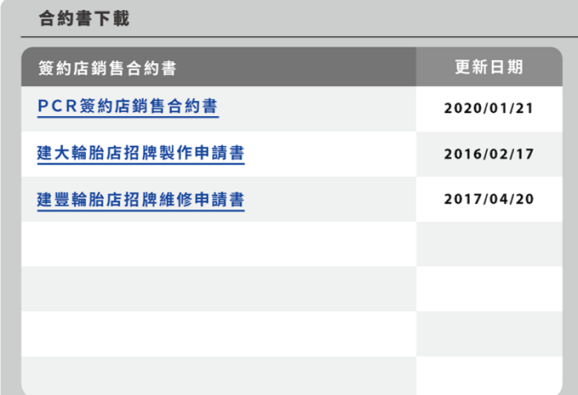 合約書下載
簽約店銷售合約書 更新日期
PCR簽約店銷售合約書 2020/01/21
建大輪胎店招牌製作申請書 2016/02/17
建豐輪胎店招牌維修申請書 2017/04/20